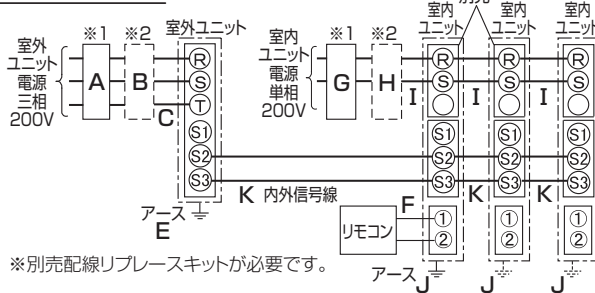 別売
※1 ※2 室外ユニット
室外
ユニット
電源
三相
200V
A B C
R
S
T
S1
S2
S3
アース
E
※1 ※2
室内
ユニット
電源
単相
200V
G H
室内
ユニット
室内
ユニット
室内
ユニット
I I I
R
S
S1
S2
S3
①
②
R
S
S1
S2
S3
①
②
R
S
S1
S2
S3
①
②
K 内外信号線
K K
F
リモコン
アース J J J
※別売配線リプレースキットが必要です。